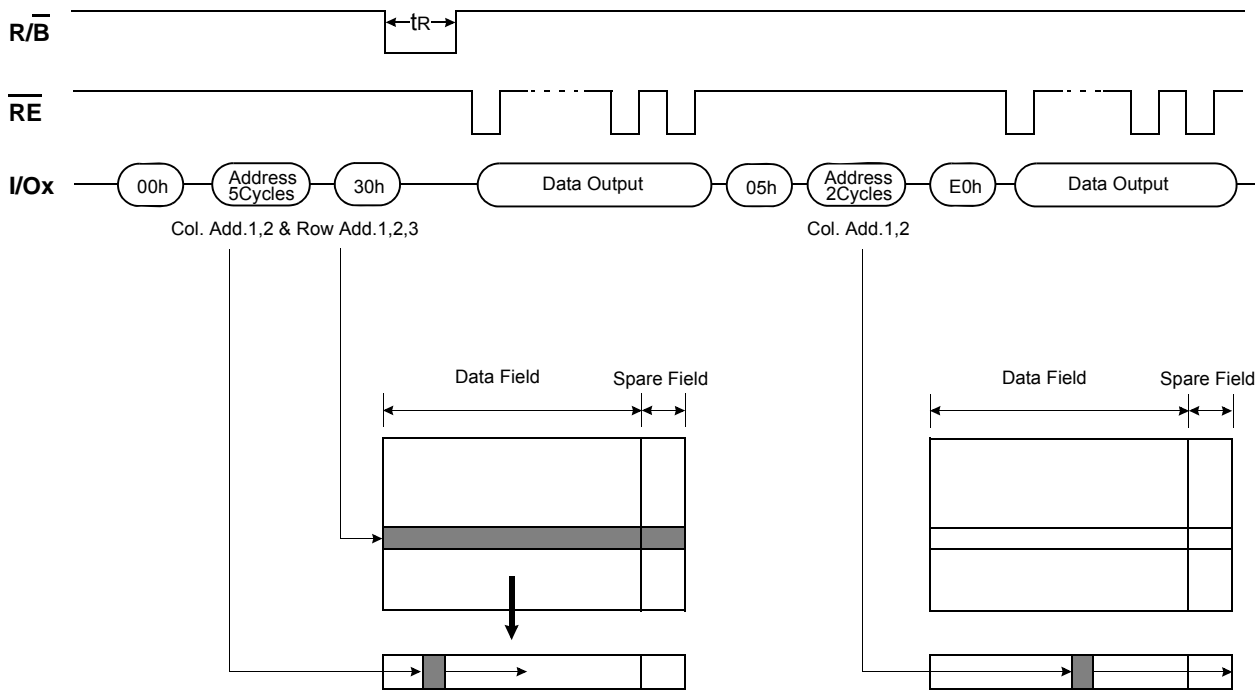 R/B
tR
RE
I/Ox
00h
Address
5Cycles
30h
Data Output
05h
Address
2Cycles
E0h
Data Output
Col. Add.1,2 & Row Add.1,2,3
Col. Add.1,2
Data Field
Spare Field
Data Field
Spare Field